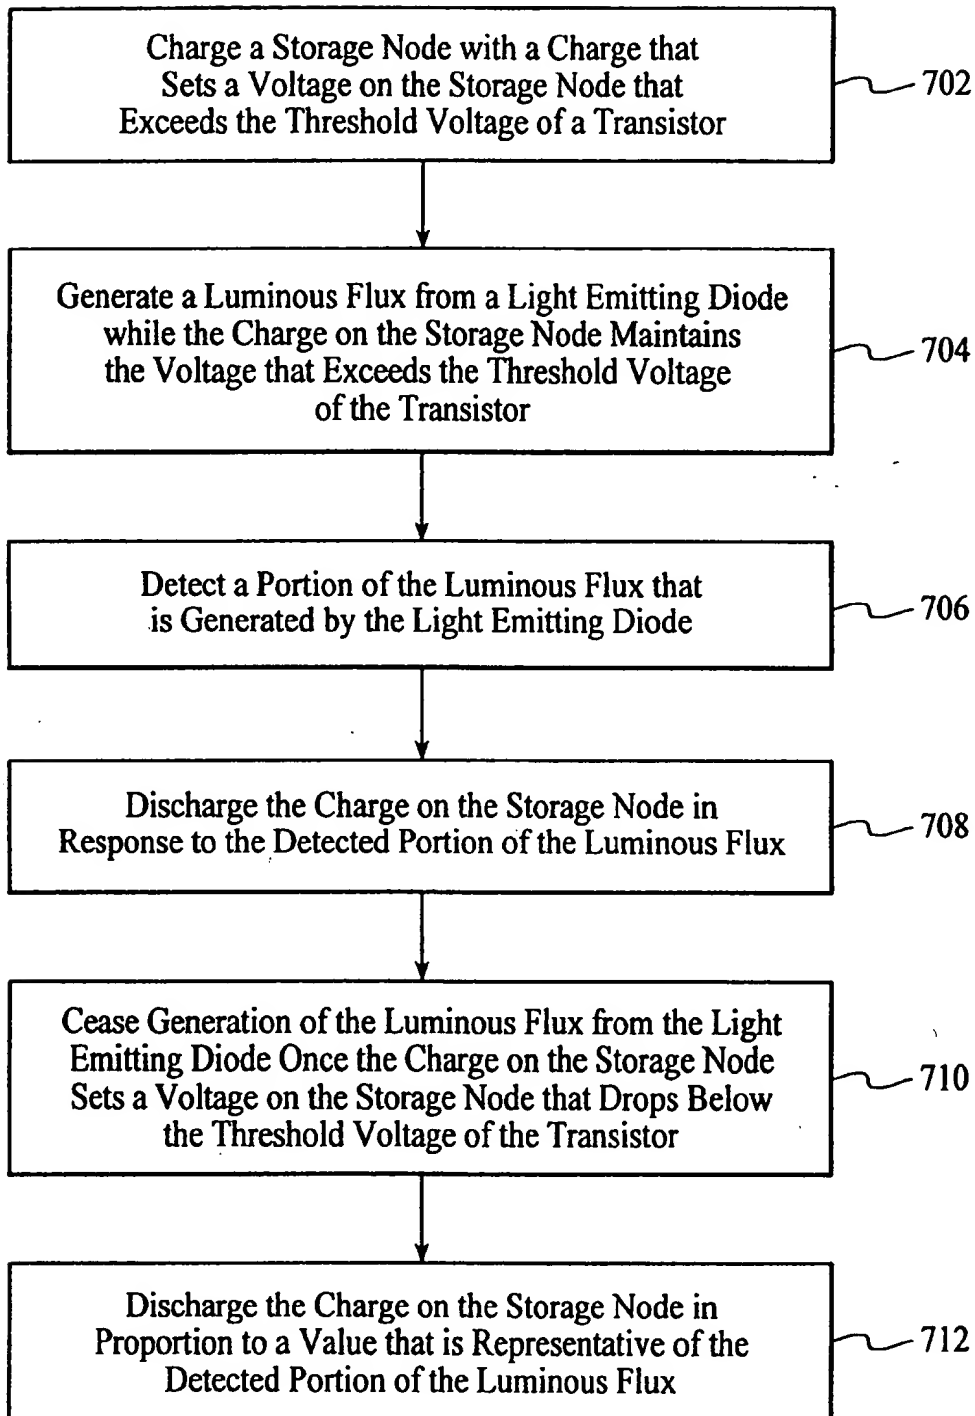 Charge a Storage Node with a Charge that
Sets a Voltage on the Storage Node that
Exceeds the Threshold Voltage of a Transistor
702
Generate a Luminous Flux from a Light Emitting Diode
while the Charge on the Storage Node Maintains
the Voltage that Exceeds the Threshold Voltage
of the Transistor
704
Detect a Portion of the Luminous Flux that
is Generated by the Light Emitting Diode
706
Discharge the Charge on the Storage Node in
Response to the Detected Portion of the Luminous Flux
708
Cease Generation of the Luminous Flux from the Light
Emitting Diode Once the Charge on the Storage Node
Sets a Voltage on the Storage Node that Drops Below
the Threshold Voltage of the Transistor
710
Discharge the Charge on the Storage Node in
Proportion to a Value that is Representative of the
Detected Portion of the Luminous Flux
712